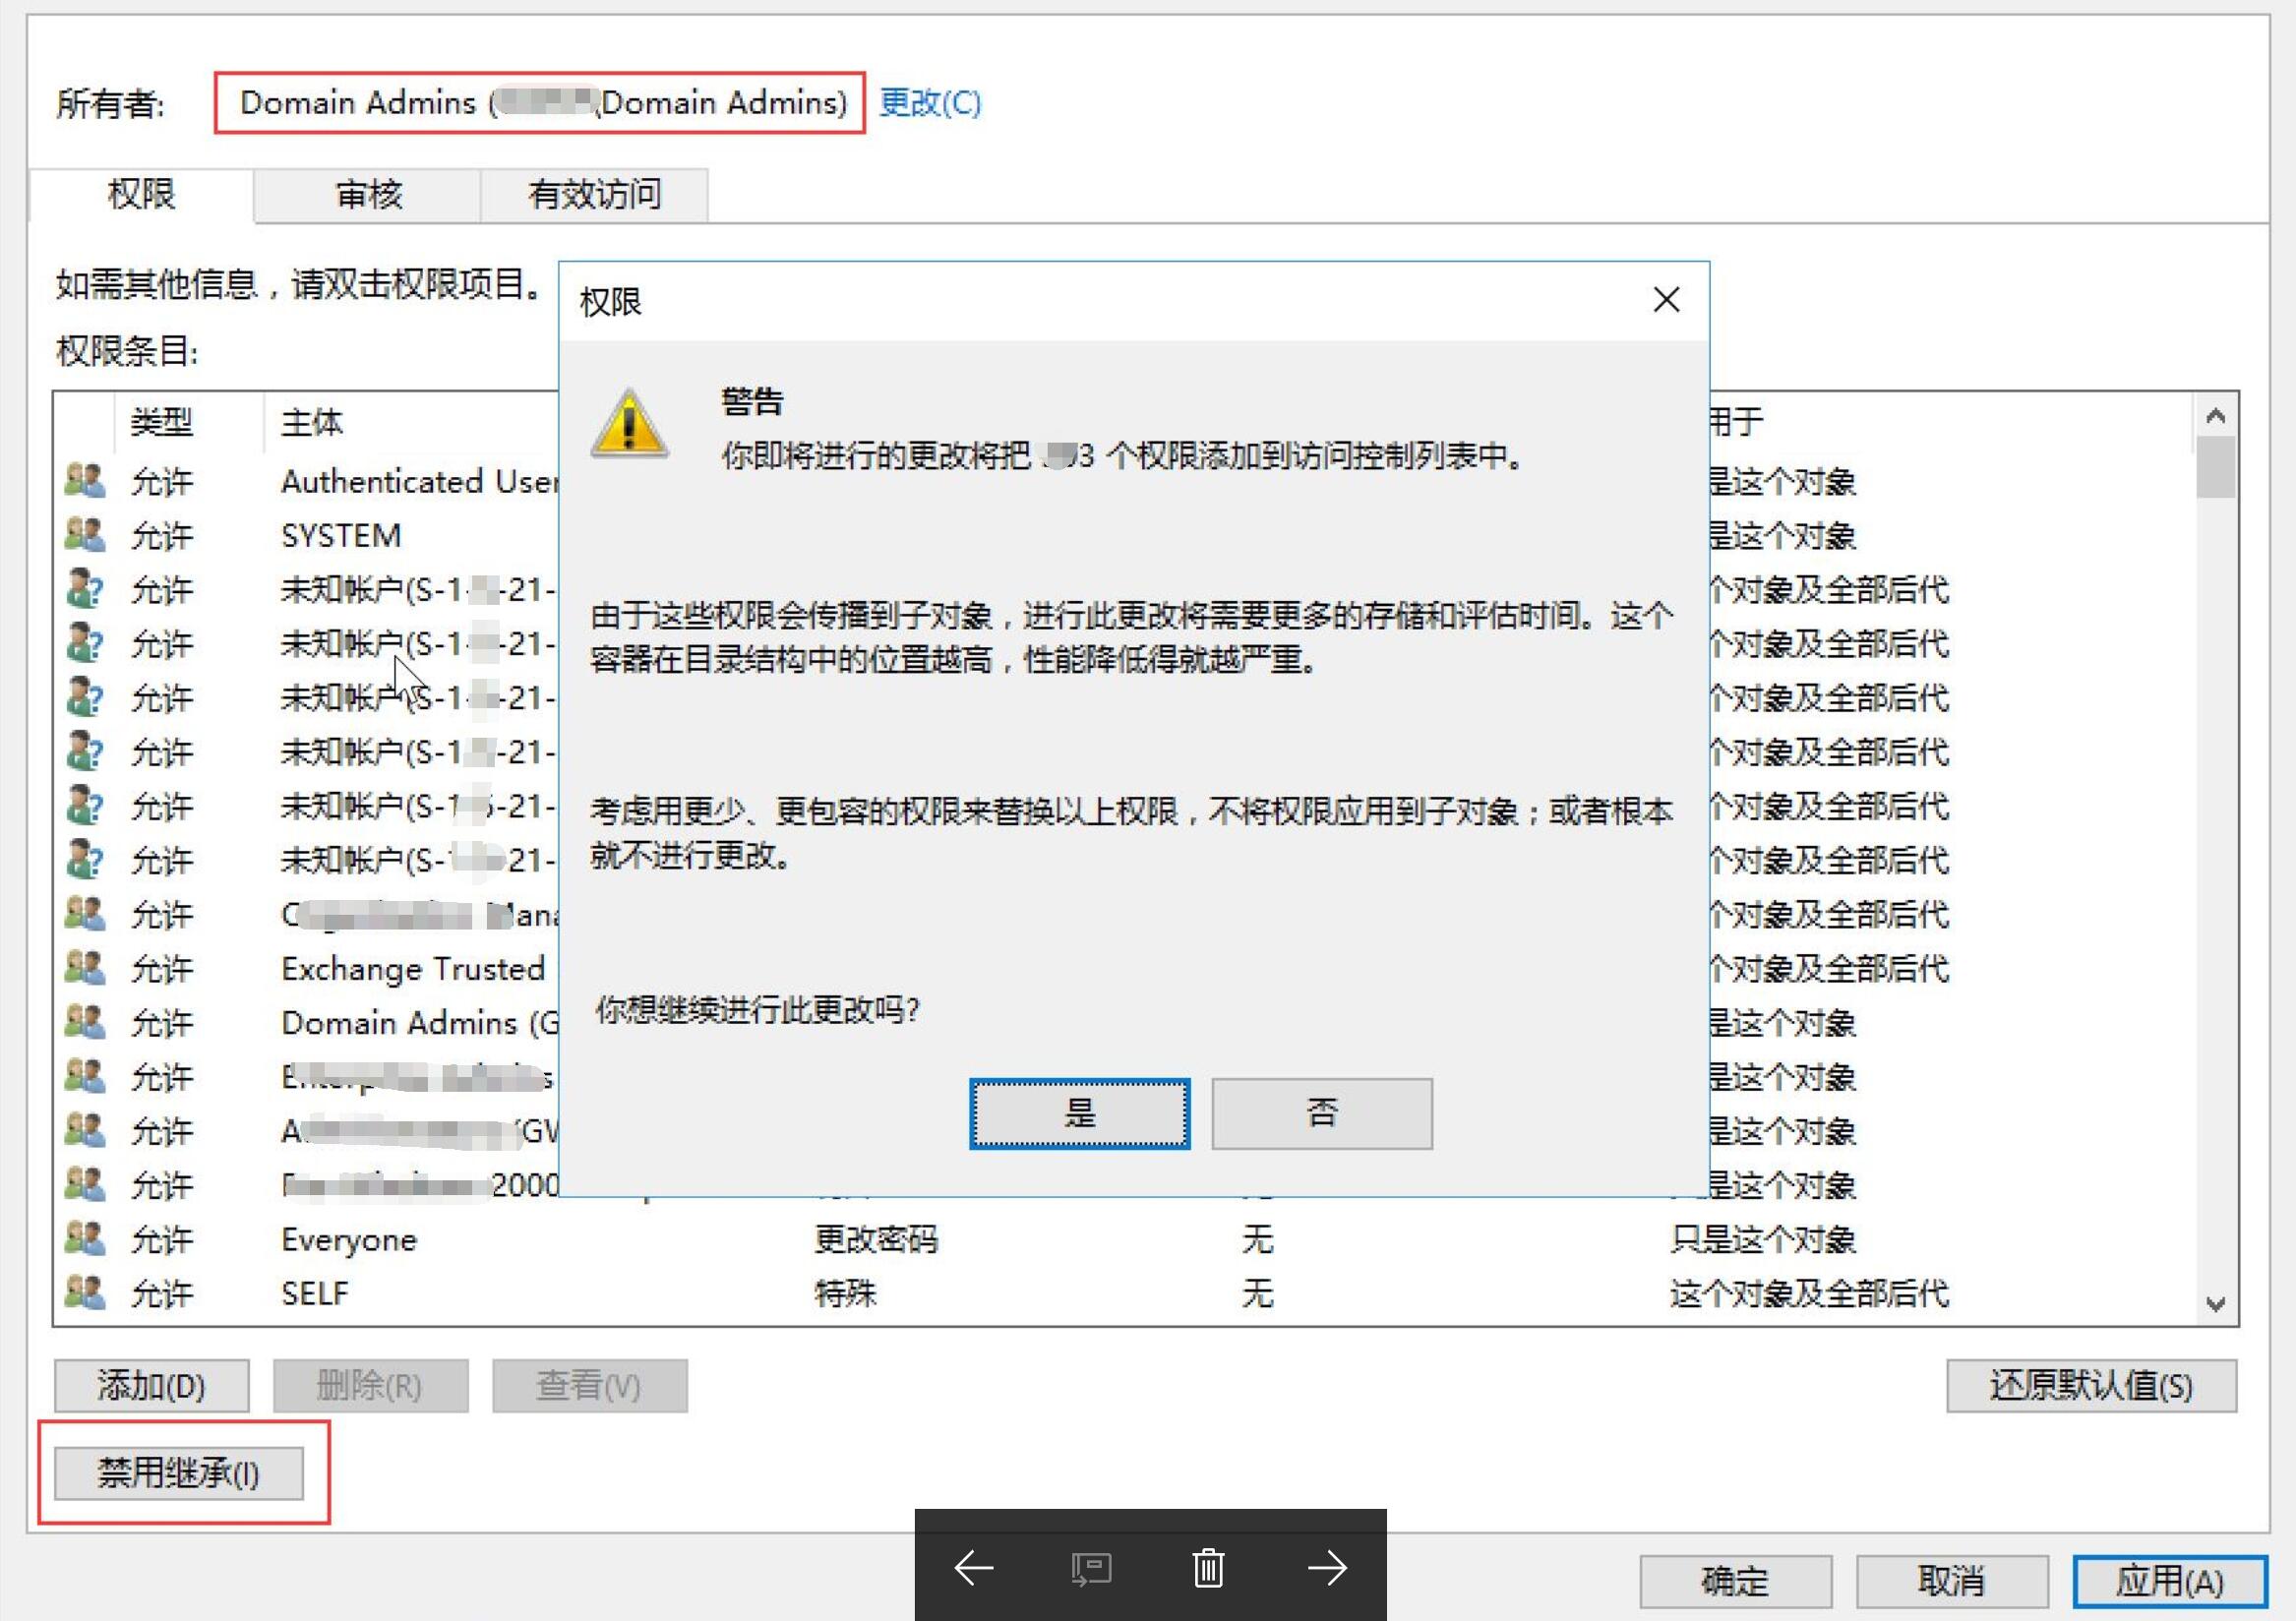 所有者:
Domain Admins (Domain Admins)
更改(C)
权限
审核
有效访问
如需其他信息，请双击权限项目。
权限条目:
类型
主体
用于
允许
Authenticated User
是这个对象
允许
SYSTEM
是这个对象
允许
未知帐户(S-1- -21-
个对象及全部后代
允许
未知帐户(S-1- -21-
个对象及全部后代
允许
未知帐户(S-1- -21-
个对象及全部后代
允许
未知帐户(S-1 -21-
个对象及全部后代
允许
未知帐户(S- -21-
个对象及全部后代
允许
未知帐户(S- 21-
个对象及全部后代
允许
个对象及全部后代
允许
Exchange Trusted
个对象及全部后代
允许
Domain Admins (G
是这个对象
允许
是这个对象
允许
是这个对象
允许
2000
是这个对象
允许
Everyone
更改密码
无
只是这个对象
允许
SELF
特殊
无
这个对象及全部后代
权限
警告
你即将进行的更改将把 3 个权限添加到访问控制列表中。
由于这些权限会传播到子对象，进行此更改将需要更多的存储和评估时间。这个
容器在目录结构中的位置越高，性能降低得就越严重。
考虑用更少、更包容的权限来替换以上权限，不将权限应用到子对象；或者根本
就不进行更改。
你想继续进行此更改吗?
是
否
添加(D)
删除(R)
查看(V)
还原默认值(S)
禁用继承(I)
确定
取消
应用(A)